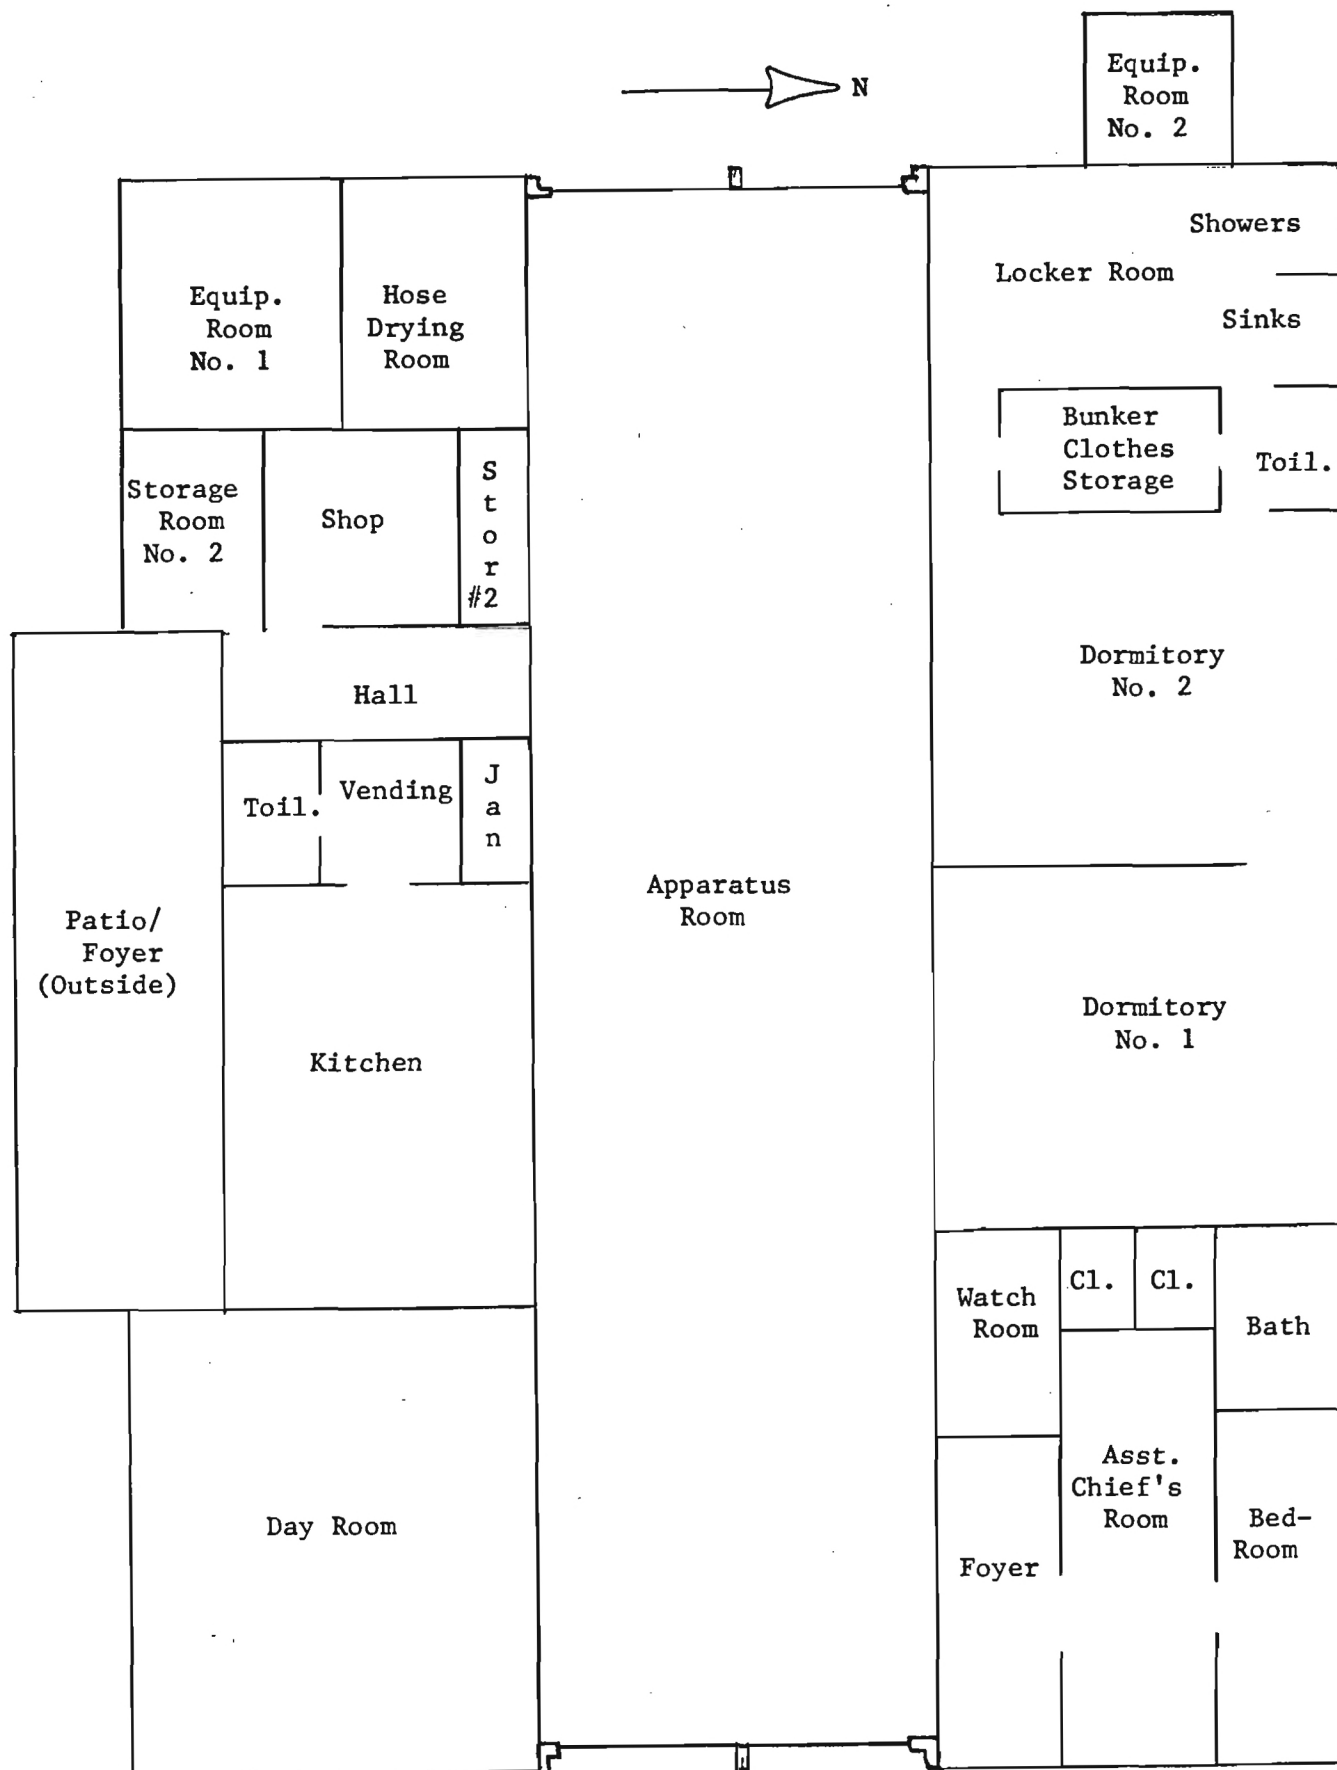 N
Equip.
Room
No. 2
Showers
Locker Room
Sinks
Equip.
Room
No. 1
Hose
Drying
Room
Bunker
Clothes
Storage
Toil.
Storage
Room
No. 2
Shop
S
t
o
r
#2
Dormitory
No. 2
Hall
Toil.
Vending
J
a
n
Apparatus
Room
Patio/
Foyer
(Outside)
Kitchen
Dormitory
No. 1
Watch
Room
Cl.
Cl.
Bath
Asst.
Chief's
Room
Bed-
Room
Foyer
Day Room